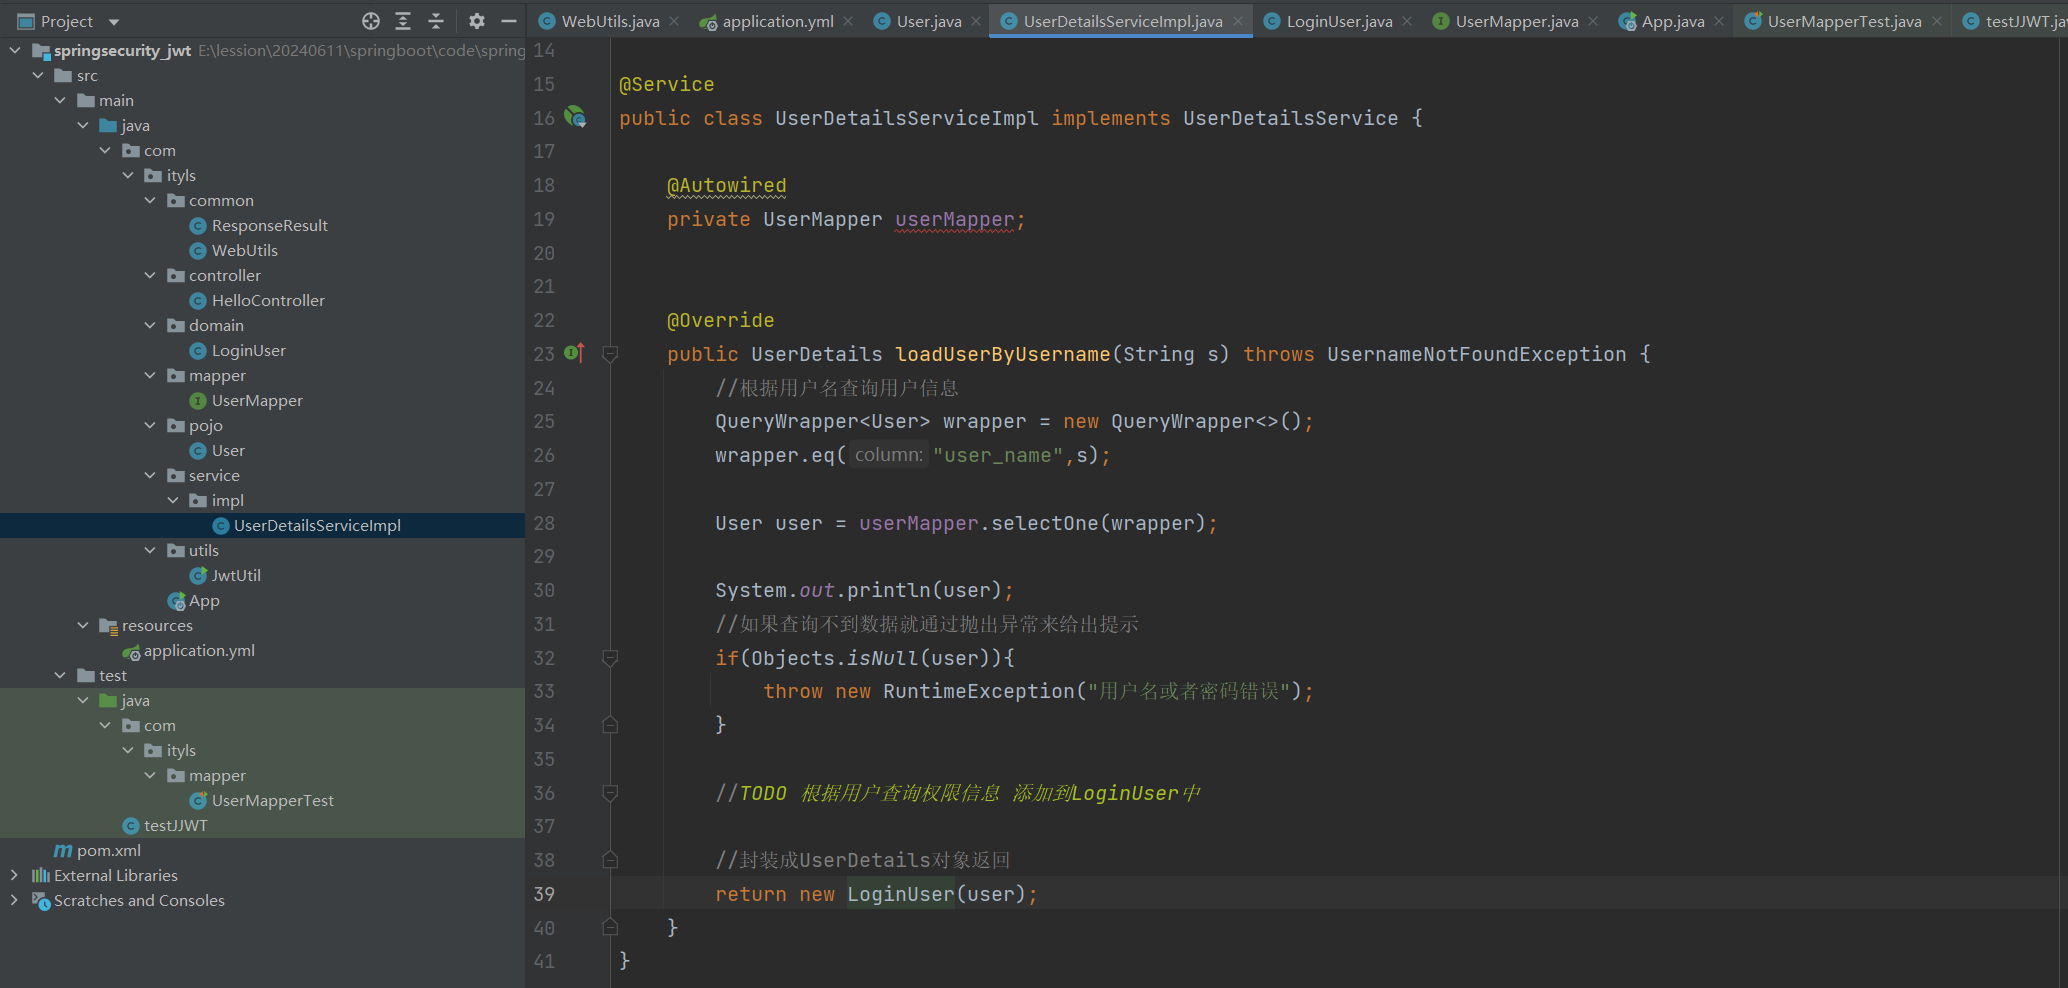 Project
springsecurity_jwt E:\lession\20240611\springboot\code\spring
src
main
java
com
ityls
common
ResponseResult
WebUtils
controller
HelloController
domain
LoginUser
mapper
UserMapper
pojo
User
service
impl
UserDetailsServiceImpl
utils
JwtUtil
App
resources
application.yml
test
java
com
ityls
mapper
UserMapperTest
testJJWT
pom.xml
External Libraries
Scratches and Consoles
WebUtils.java application.yml User.java UserDetailsServiceImpl.java LoginUser.java UserMapper.java App.java UserMapperTest.java testJJWT.ja
14
15 @Service
16 public class UserDetailsServiceImpl implements UserDetailsService {
17
18 @Autowired
19 private UserMapper userMapper;
20
21
22 @Override
23 public UserDetails loadUserByUsername(String s) throws UsernameNotFoundException {
24 //根据用户名查询用户信息
25 QueryWrapper<User> wrapper = new QueryWrapper<>();
26 wrapper.eq( column: "user_name",s);
27
28 User user = userMapper.selectOne(wrapper);
29
30 System.out.println(user);
31 //如果查询不到数据就通过抛出异常来给出提示
32 if(Objects.isNull(user)){
33 throw new RuntimeException("用户名或者密码错误");
34 }
35
36 //TODO 根据用户查询权限信息 添加到LoginUser中
37
38 //封装成UserDetails对象返回
39 return new LoginUser(user);
40 }
41 }